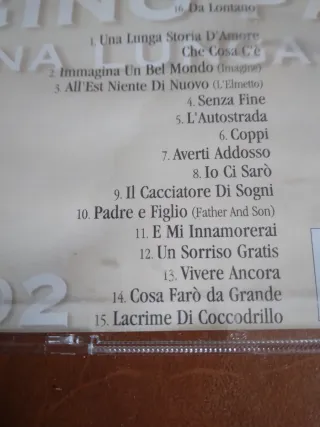 16. Da Lontano
1. Una Lunga Storia D'Amore
Che Cosa C'è
2. Immagina Un Bel Mondo (Imagine)
3. All'Est Niente Di Nuovo (L'Elmetto)
4. Senza Fine
5. L'Autostrada
6. Coppi
7. Averti Addosso
8. Io Ci Sarò
9. Il Cacciatore Di Sogni
10. Padre e Figlio (Father And Son)
11. E Mi Innamorerai
12. Un Sorriso Gratis
13. Vivere Ancora
14. Cosa Farò da Grande
15. Lacrime Di Coccodrillo
02